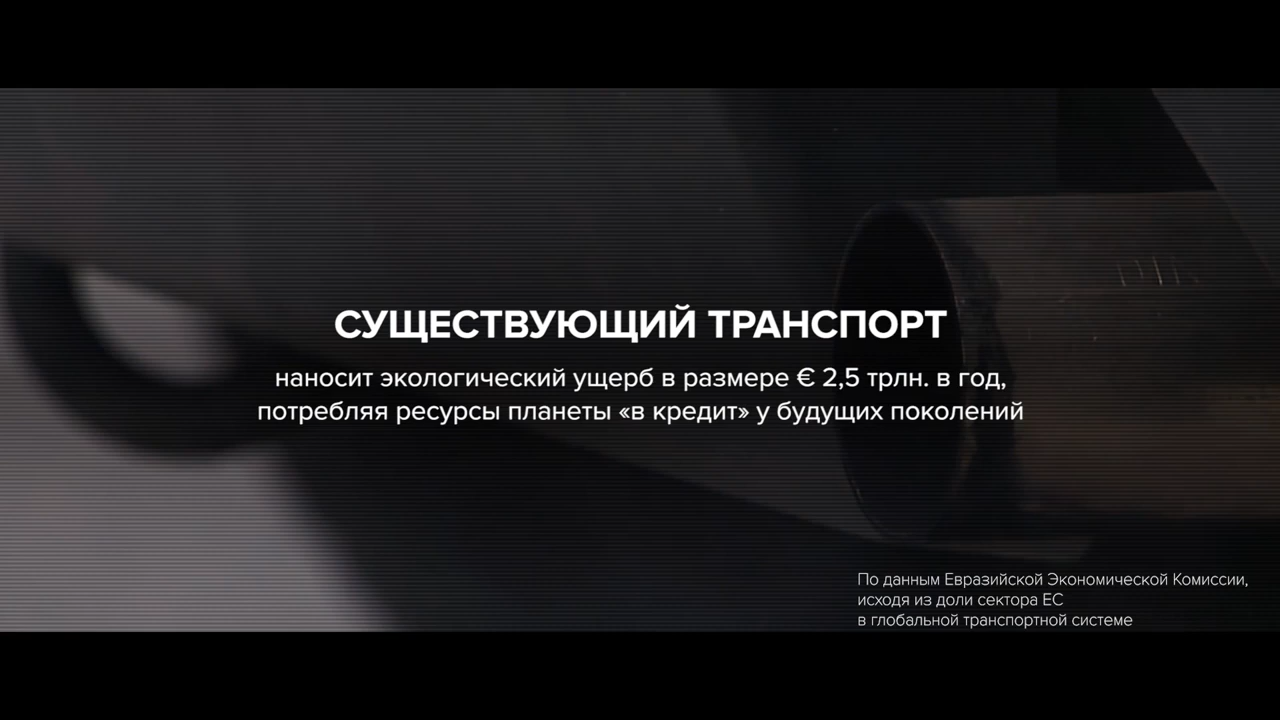 СУЩЕСТВУЮЩИЙ ТРАНСПОРТ
наносит экологический ущерб в размере € 2,5 трлн. в год,
потребляя ресурсы планеты «в кредит» у будущих поколений
По данным Евразийской Экономической Комиссии,
исходя из доли сектора ЕС
в глобальной транспортной системе